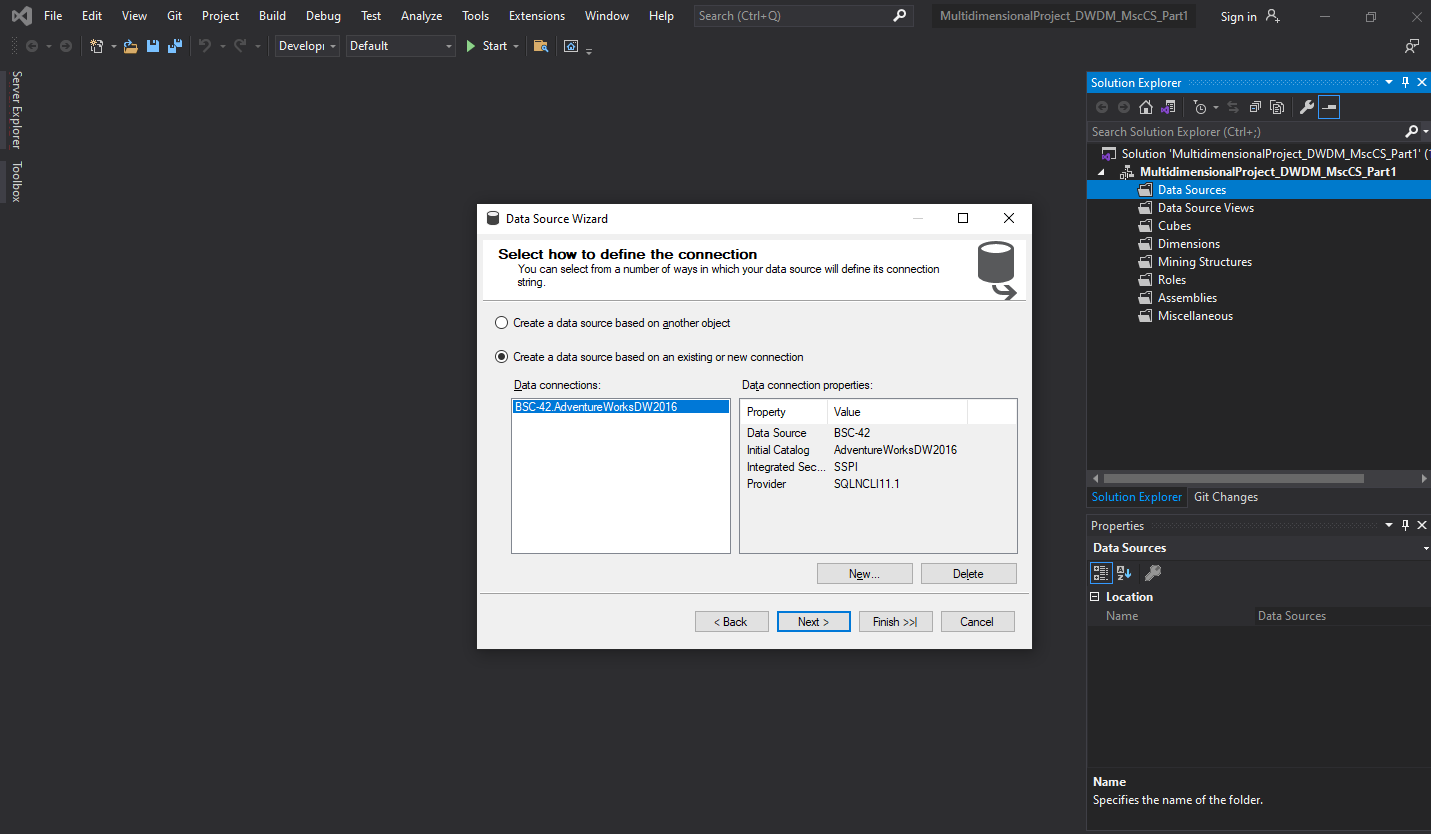 File Edit View Git Project Build Debug Test Analyze Tools Extensions Window Help Search (Ctrl+Q) MultidimensionalProject_DWDM_MscCS_Part1 Sign in
Developi Default Start
Server Explorer
Toolbox
Data Source Wizard
Select how to define the connection
You can select from a number of ways in which your data source will define its connection
string.
Create a data source based on another object
Create a data source based on an existing or new connection
Data connections:
BSC-42.AdventureWorksDW2016
Data connection properties:
Property Value
Data Source BSC-42
Initial Catalog AdventureWorksDW2016
Integrated Sec... SSPI
Provider SQLNCLI11.1
New... Delete
< Back Next > Finish >>| Cancel
Solution Explorer
Search Solution Explorer (Ctrl+;)
Solution 'MultidimensionalProject_DWDM_MscCS_Part1' (
MultidimensionalProject_DWDM_MscCS_Part1
Data Sources
Data Source Views
Cubes
Dimensions
Mining Structures
Roles
Assemblies
Miscellaneous
Solution Explorer Git Changes
Properties
Data Sources
Location
Name Data Sources
Name
Specifies the name of the folder.